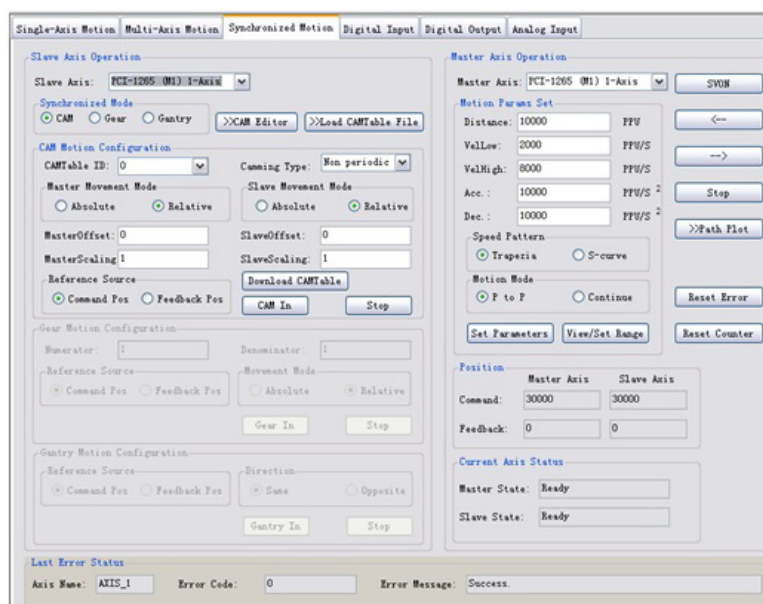 Single-Axis Motion Multi-Axis Motion Synchronized Motion Digital Input Digital Output Analog Input
Slave Axis Operation
Slave Axis: PCI-1265 (M1) 1-Axis
Synchronized Mode
CAM Gear Gantry >>CAM Editor >>Load CAMTable File
CAM Motion Configuration
CAMTable ID: 0 Camming Type: Non periodic
Master Movement Mode Slave Movement Mode
Absolute Relative Absolute Relative
MasterOffset: 0 SlaveOffset: 0
MasterScaling 1 SlaveScaling: 1
Reference Source Download CAMTable
Command Pos Feedback Pos CAM In Stop
Gear Motion Configuration
Numerator: 1 Denominator: 1
Reference Source Movement Mode
Command Pos Feedback Pos Absolute Relative
Gear In Stop
Gantry Motion Configuration
Reference Source Direction
Command Pos Feedback Pos Same Opposite
Gantry In Stop
Master Axis Operation
Master Axis: PCI-1265 (M1) 1-Axis SVON
Motion Params Set
Distance: 10000 PPU <--
VelLow: 2000 PPU/S
VelHigh: 8000 PPU/S -->
Acc.: 10000 PPU/S 2 Stop
Dec.: 10000 PPU/S 2
>>Path Plot
Speed Pattern
Trapezia S-curve
Motion Mode
P to P Continue Reset Error
Set Parameters View/Set Range Reset Counter
Position
Master Axis Slave Axis
Command: 30000 30000
Feedback: 0 0
Current Axis Status
Master State: Ready
Slave State: Ready
Last Error Status
Axis Name: AXIS_1 Error Code: 0 Error Message: Success.